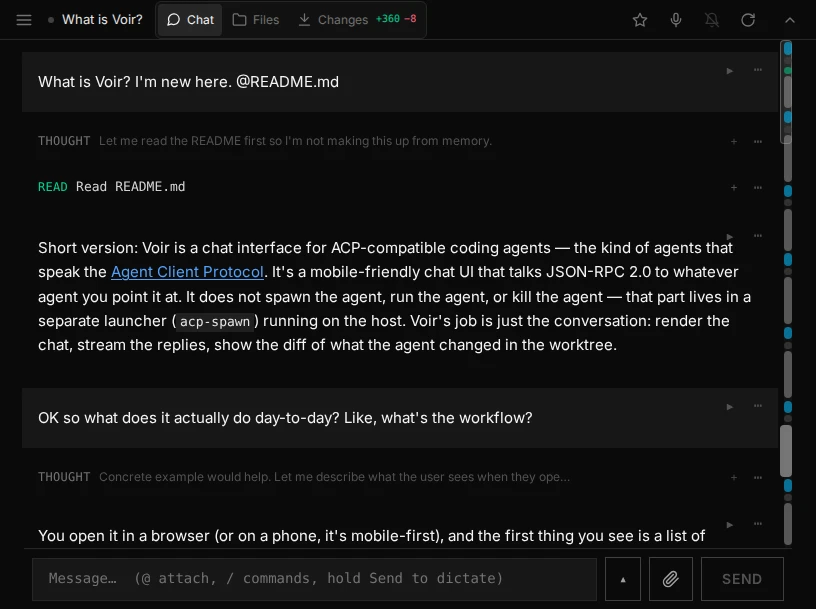 What is Voir? Chat Files Changes +360 −8
What is Voir? I'm new here. @README.md
THOUGHT Let me read the README first so I'm not making this up from memory.
READ Read README.md
Short version: Voir is a chat interface for ACP-compatible coding agents — the kind of agents that
speak the Agent Client Protocol. It's a mobile-friendly chat UI that talks JSON-RPC 2.0 to whatever
agent you point it at. It does not spawn the agent, run the agent, or kill the agent — that part lives in a
separate launcher (acp-spawn) running on the host. Voir's job is just the conversation: render the
chat, stream the replies, show the diff of what the agent changed in the worktree.
OK so what does it actually do day-to-day? Like, what's the workflow?
THOUGHT Concrete example would help. Let me describe what the user sees when they ope…
You open it in a browser (or on a phone, it's mobile-first), and the first thing you see is a list of
Message… (@ attach, / commands, hold Send to dictate)
SEND